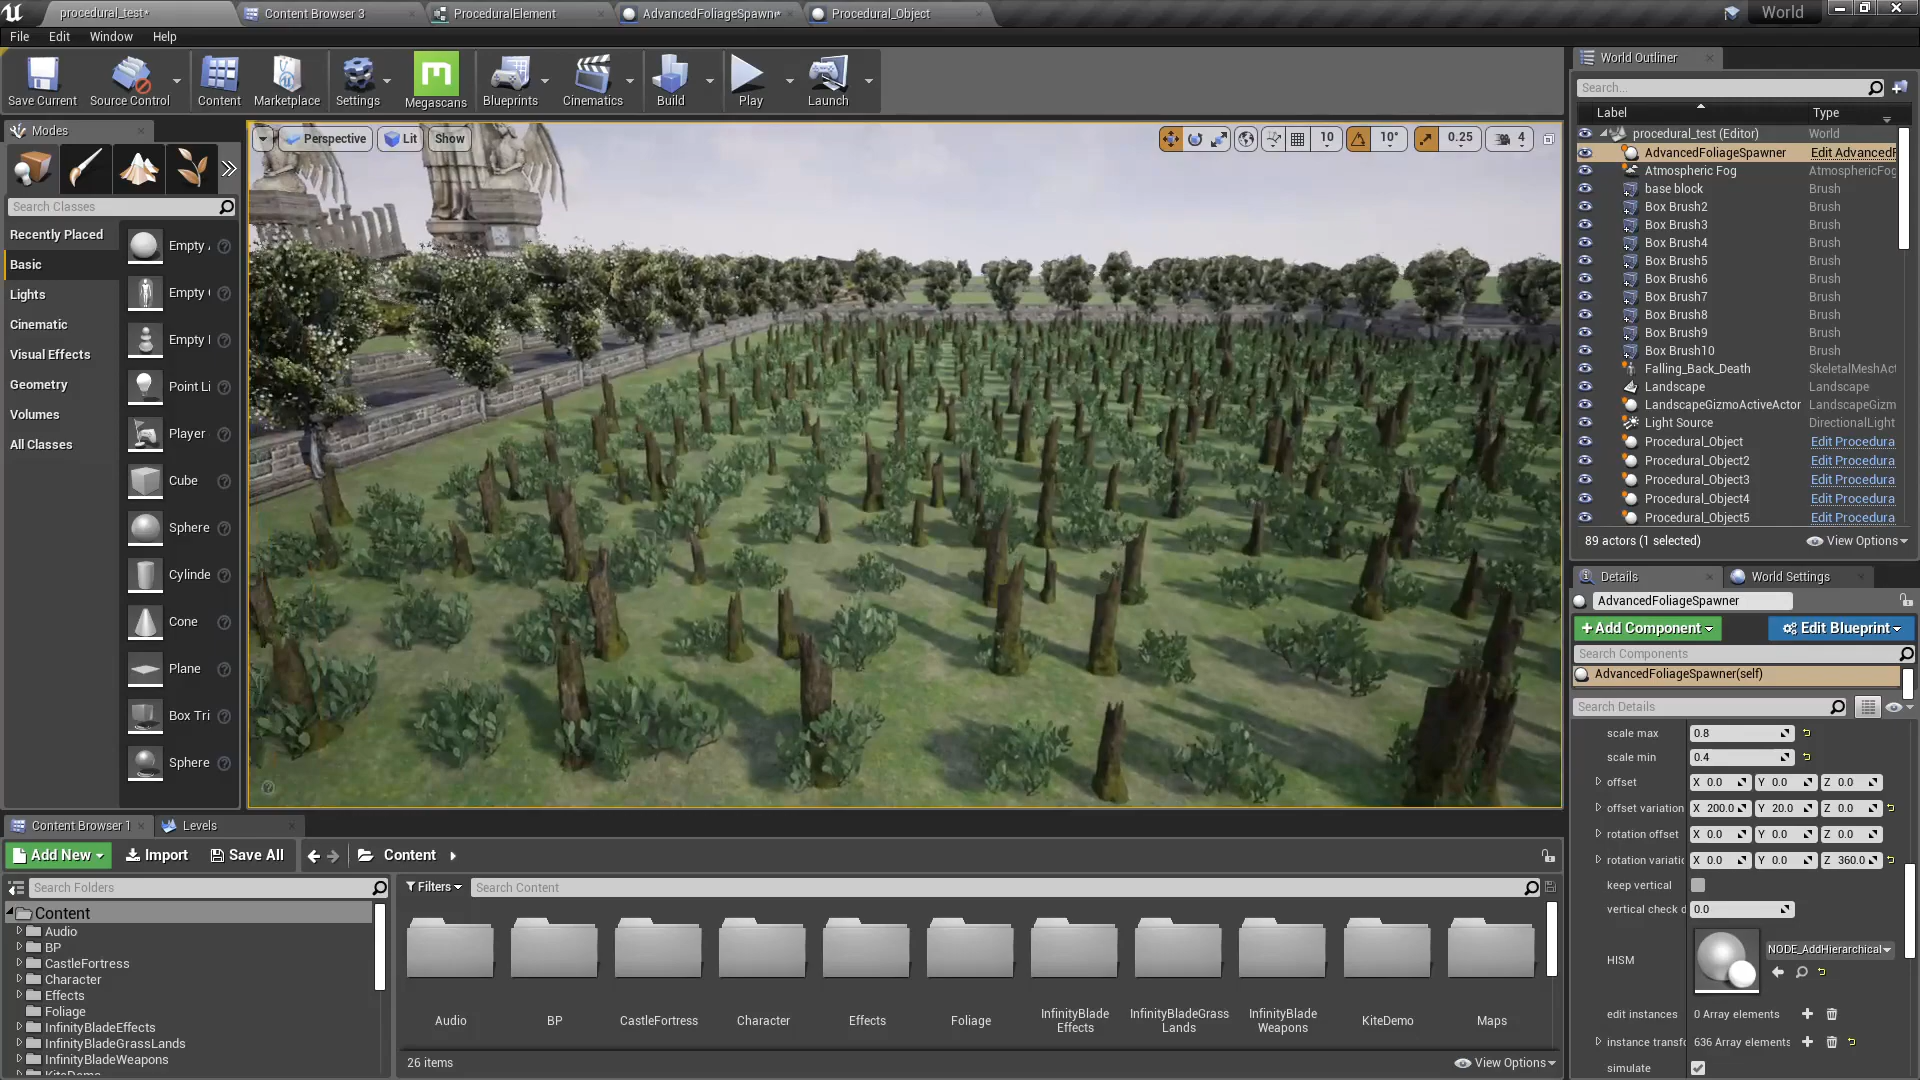 procedural_test*
Content Browser 3
ProceduralElement
AdvancedFoliageSpawn*
Procedural_Object
World
File Edit Window Help
Save Current
Source Control
Content
Marketplace
Settings
Megascans
Blueprints
Cinematics
Build
Play
Launch
Modes
Search Classes
Recently Placed
Basic
Lights
Cinematic
Visual Effects
Geometry
Volumes
All Classes
Empty
Empty
Empty
Point Li
Player
Cube
Sphere
Cylinde
Cone
Plane
Box Tri
Sphere
Perspective
Lit
Show
10
10°
0.25
4
World Outliner
Search...
Label Type
procedural_test (Editor) World
AdvancedFoliageSpawner Edit AdvancedF
Atmospheric Fog AtmosphericFog
base block Brush
Box Brush2 Brush
Box Brush3 Brush
Box Brush4 Brush
Box Brush5 Brush
Box Brush6 Brush
Box Brush7 Brush
Box Brush8 Brush
Box Brush9 Brush
Box Brush10 Brush
Falling_Back_Death SkeletalMeshAct
Landscape Landscape
LandscapeGizmoActiveActor LandscapeGizm
Light Source DirectionalLight
Procedural_Object Edit Procedura
Procedural_Object2 Edit Procedura
Procedural_Object3 Edit Procedura
Procedural_Object4 Edit Procedura
Procedural_Object5 Edit Procedura
89 actors (1 selected)
View Options
Details
World Settings
AdvancedFoliageSpawner
+Add Component
Edit Blueprint
Search Components
AdvancedFoliageSpawner(self)
Search Details
scale max 0.8
scale min 0.4
offset X 0.0 Y 0.0 Z 0.0
offset variation X 200.0 Y 20.0 Z 0.0
rotation offset X 0.0 Y 0.0 Z 0.0
rotation variatio X 0.0 Y 0.0 Z 360.0
keep vertical
vertical check d 0.0
HISM NODE_AddHierarchical
edit instances 0 Array elements
instance transfo 636 Array elements
simulate
Content Browser 1
Levels
Add New
Import
Save All
Content
Search Folders
Filters
Search Content
Content
Audio
BP
CastleFortress
Character
Effects
Foliage
InfinityBladeEffects
InfinityBladeGrassLands
InfinityBladeWeapons
KiteDemo
Audio
BP
CastleFortress
Character
Effects
Foliage
InfinityBlade
Effects
InfinityBladeGrass
Lands
InfinityBlade
Weapons
KiteDemo
Maps
26 items
View Options